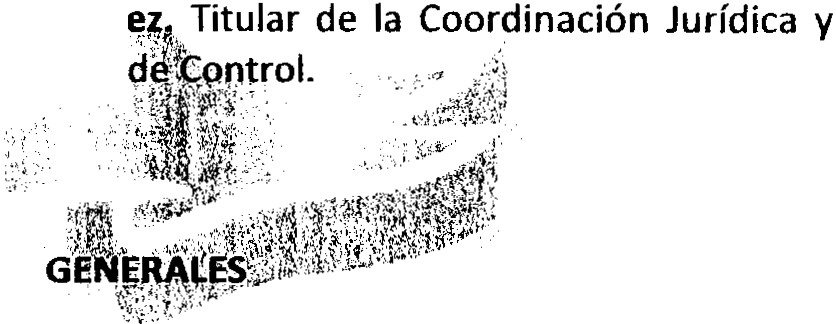 ez, Titular de la Coordinación Jurídica y
de Control.
GENERALES